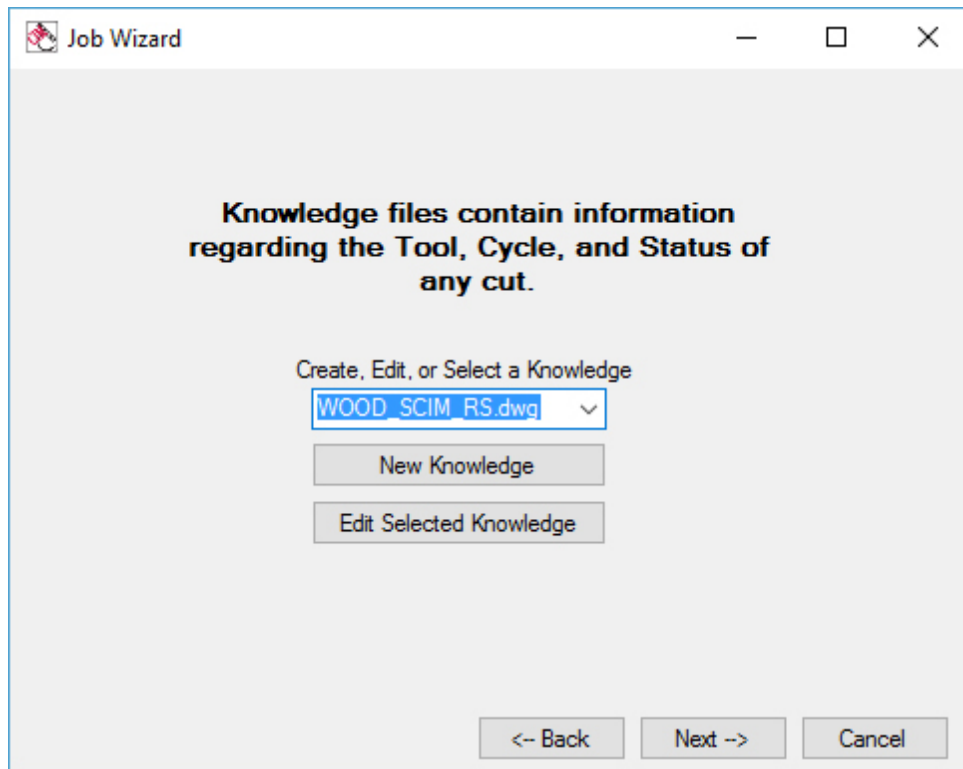 Job Wizard
Knowledge files contain information
regarding the Tool, Cycle, and Status of
any cut.
Create, Edit, or Select a Knowledge
WOOD_SCIM_RS.dwg
New Knowledge
Edit Selected Knowledge
<-- Back Next --> Cancel